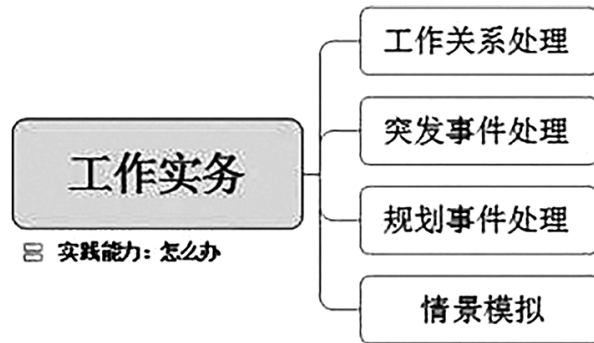 工作实务
实践能力：怎么办
工作关系处理
突发事件处理
规划事件处理
情景模拟